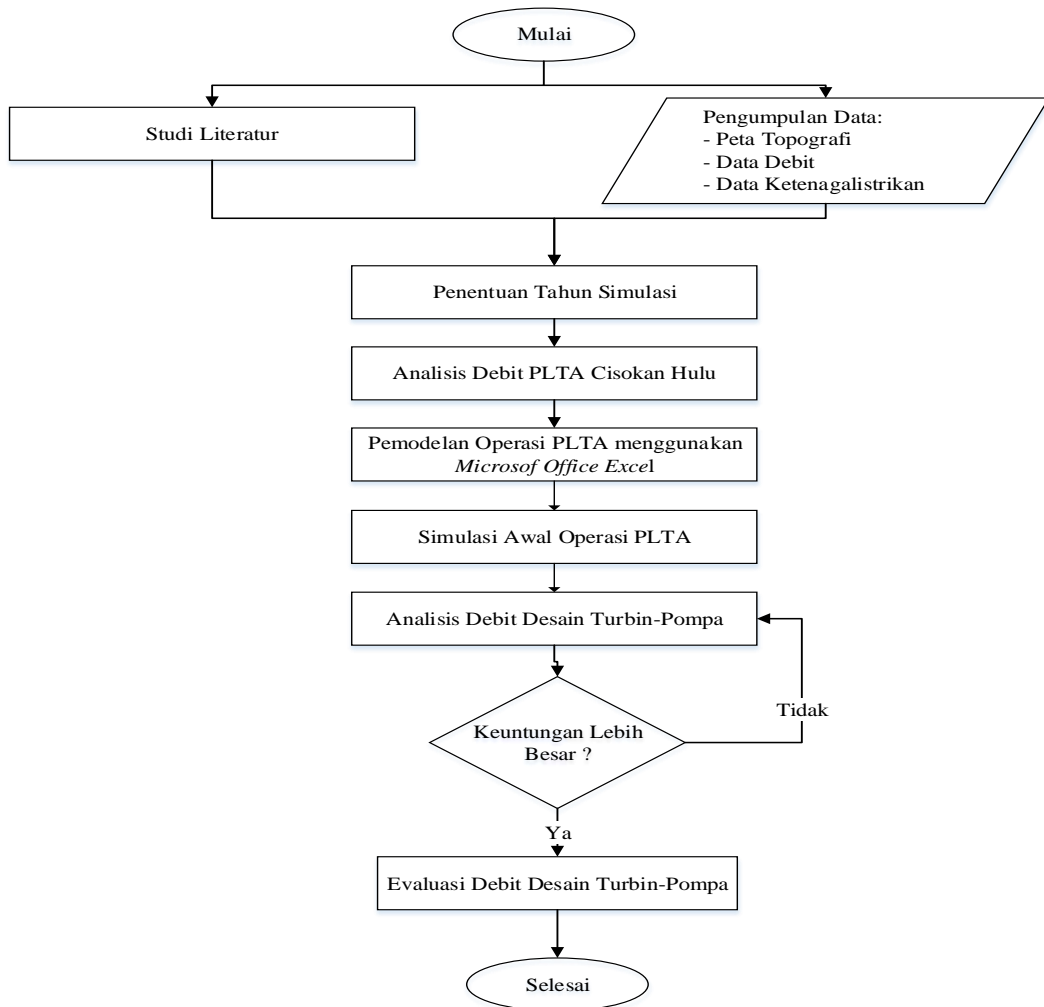 Mulai
Studi Literatur
Pengumpulan Data:
- Peta Topografi
- Data Debit
- Data Ketenagalistrikan
Penentuan Tahun Simulasi
Analisis Debit PLTA Cisokan Hulu
Pemodelan Operasi PLTA menggunakan
Microsof Office Excel
Simulasi Awal Operasi PLTA
Analisis Debit Desain Turbin-Pompa
Keuntungan Lebih
Besar ?
Tidak
Ya
Evaluasi Debit Desain Turbin-Pompa
Selesai